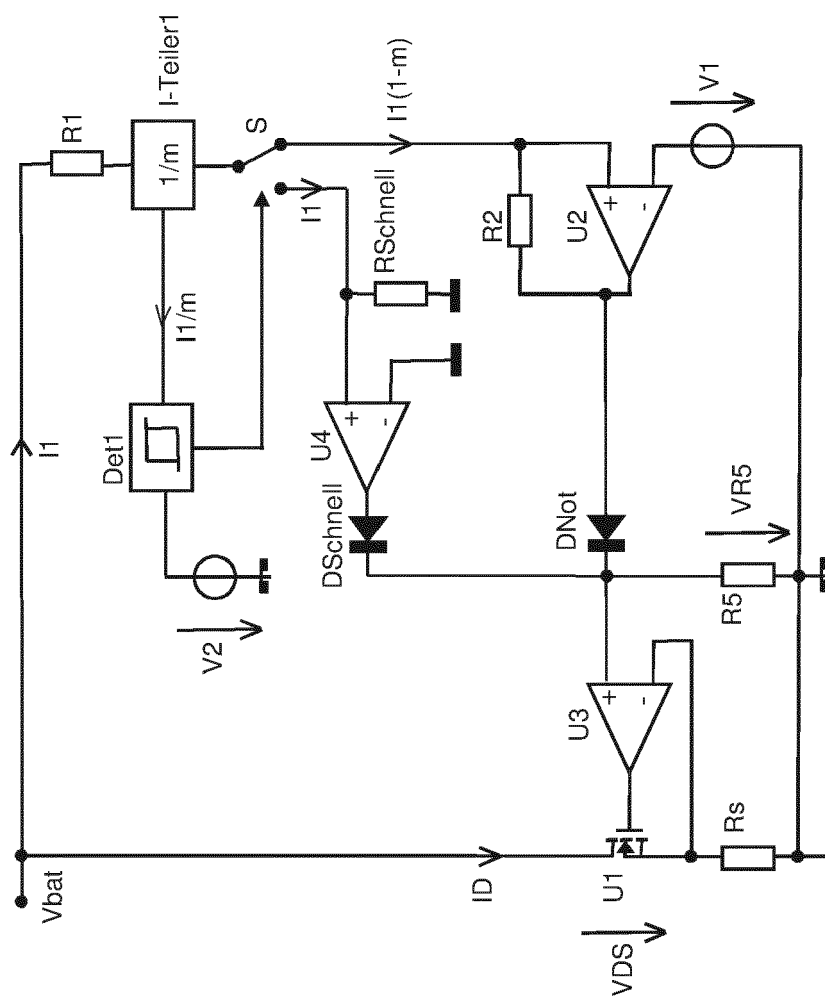 Vbat
I1
R1
I-Teiler1
1/m
I1/m
Det1
V2
S
I1
I1(1-m)
RSchnell
U4
+
-
DSchnell
R2
U2
+
-
V1
DNot
VR5
R5
U3
+
-
ID
U1
Rs
VDS